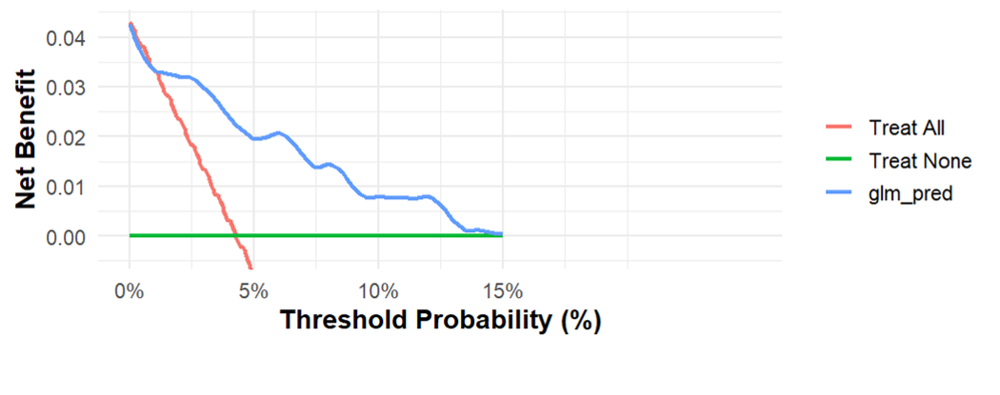 Net Benefit
0.04
0.03
0.02
0.01
0.00
0% 5% 10% 15%
Threshold Probability (%)
Treat All
Treat None
glm_pred